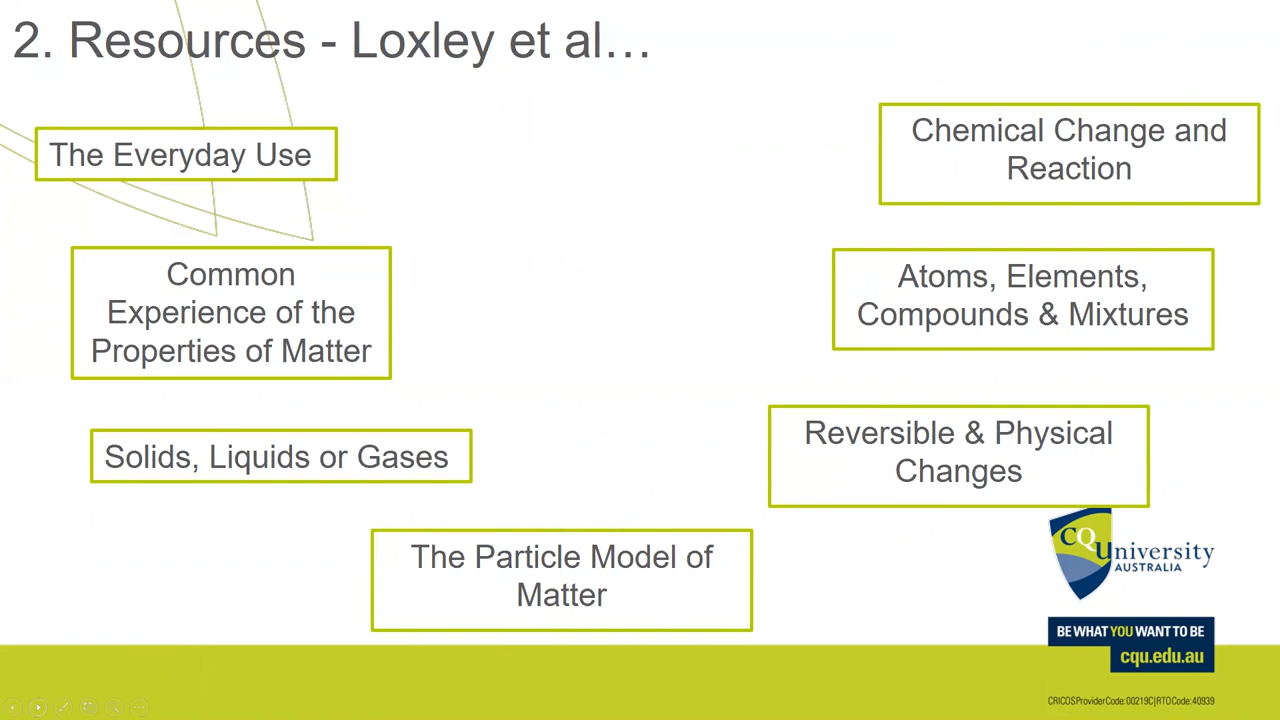 2. Resources - Loxley et al…
The Everyday Use
Common
Experience of the
Properties of Matter
Solids, Liquids or Gases
The Particle Model of
Matter
Chemical Change and
Reaction
Atoms, Elements,
Compounds & Mixtures
Reversible & Physical
Changes
CQUniversity
AUSTRALIA
BE WHAT YOU WANT TO BE
cqu.edu.au
CRICOS Provider Code: 00219C | RTO Code: 40939